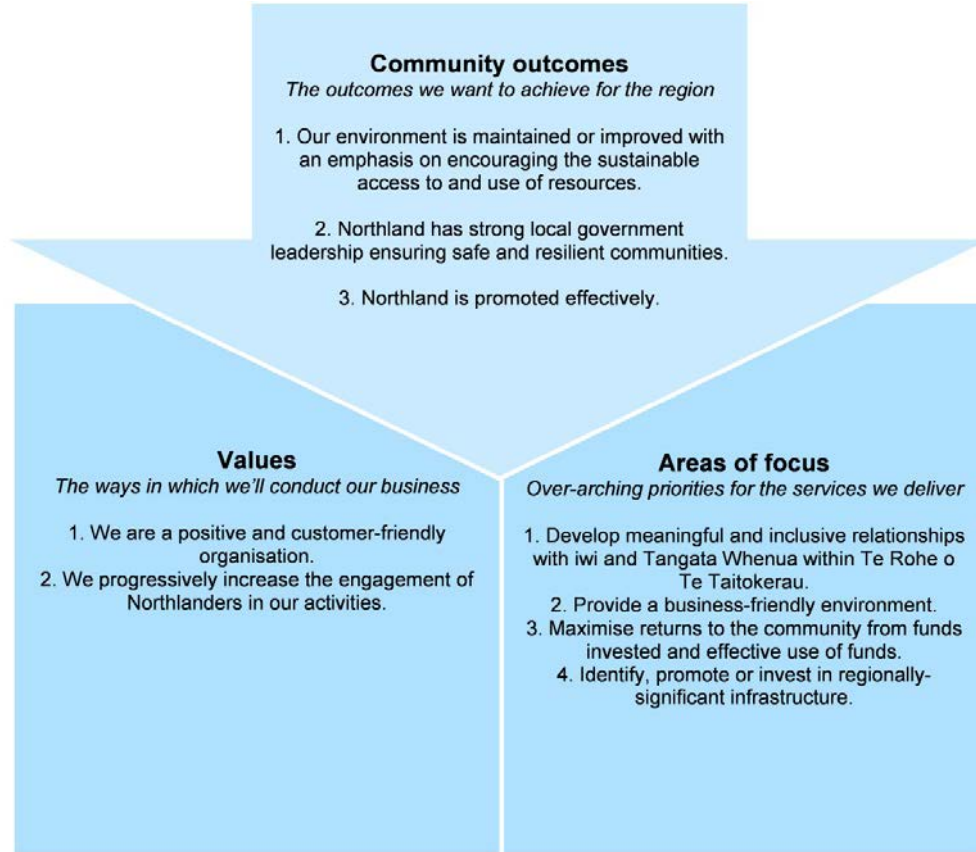 Community outcomes
The outcomes we want to achieve for the region
1. Our environment is maintained or improved with
an emphasis on encouraging the sustainable
access to and use of resources.
2. Northland has strong local government
leadership ensuring safe and resilient communities.
3. Northland is promoted effectively.
Values
The ways in which we'll conduct our business
1. We are a positive and customer-friendly
organisation.
2. We progressively increase the engagement of
Northlanders in our activities.
Areas of focus
Over-arching priorities for the services we deliver
1. Develop meaningful and inclusive relationships
with iwi and Tangata Whenua within Te Rohe o
Te Taitokerau.
2. Provide a business-friendly environment.
3. Maximise returns to the community from funds
invested and effective use of funds.
4. Identify, promote or invest in regionally-
significant infrastructure.